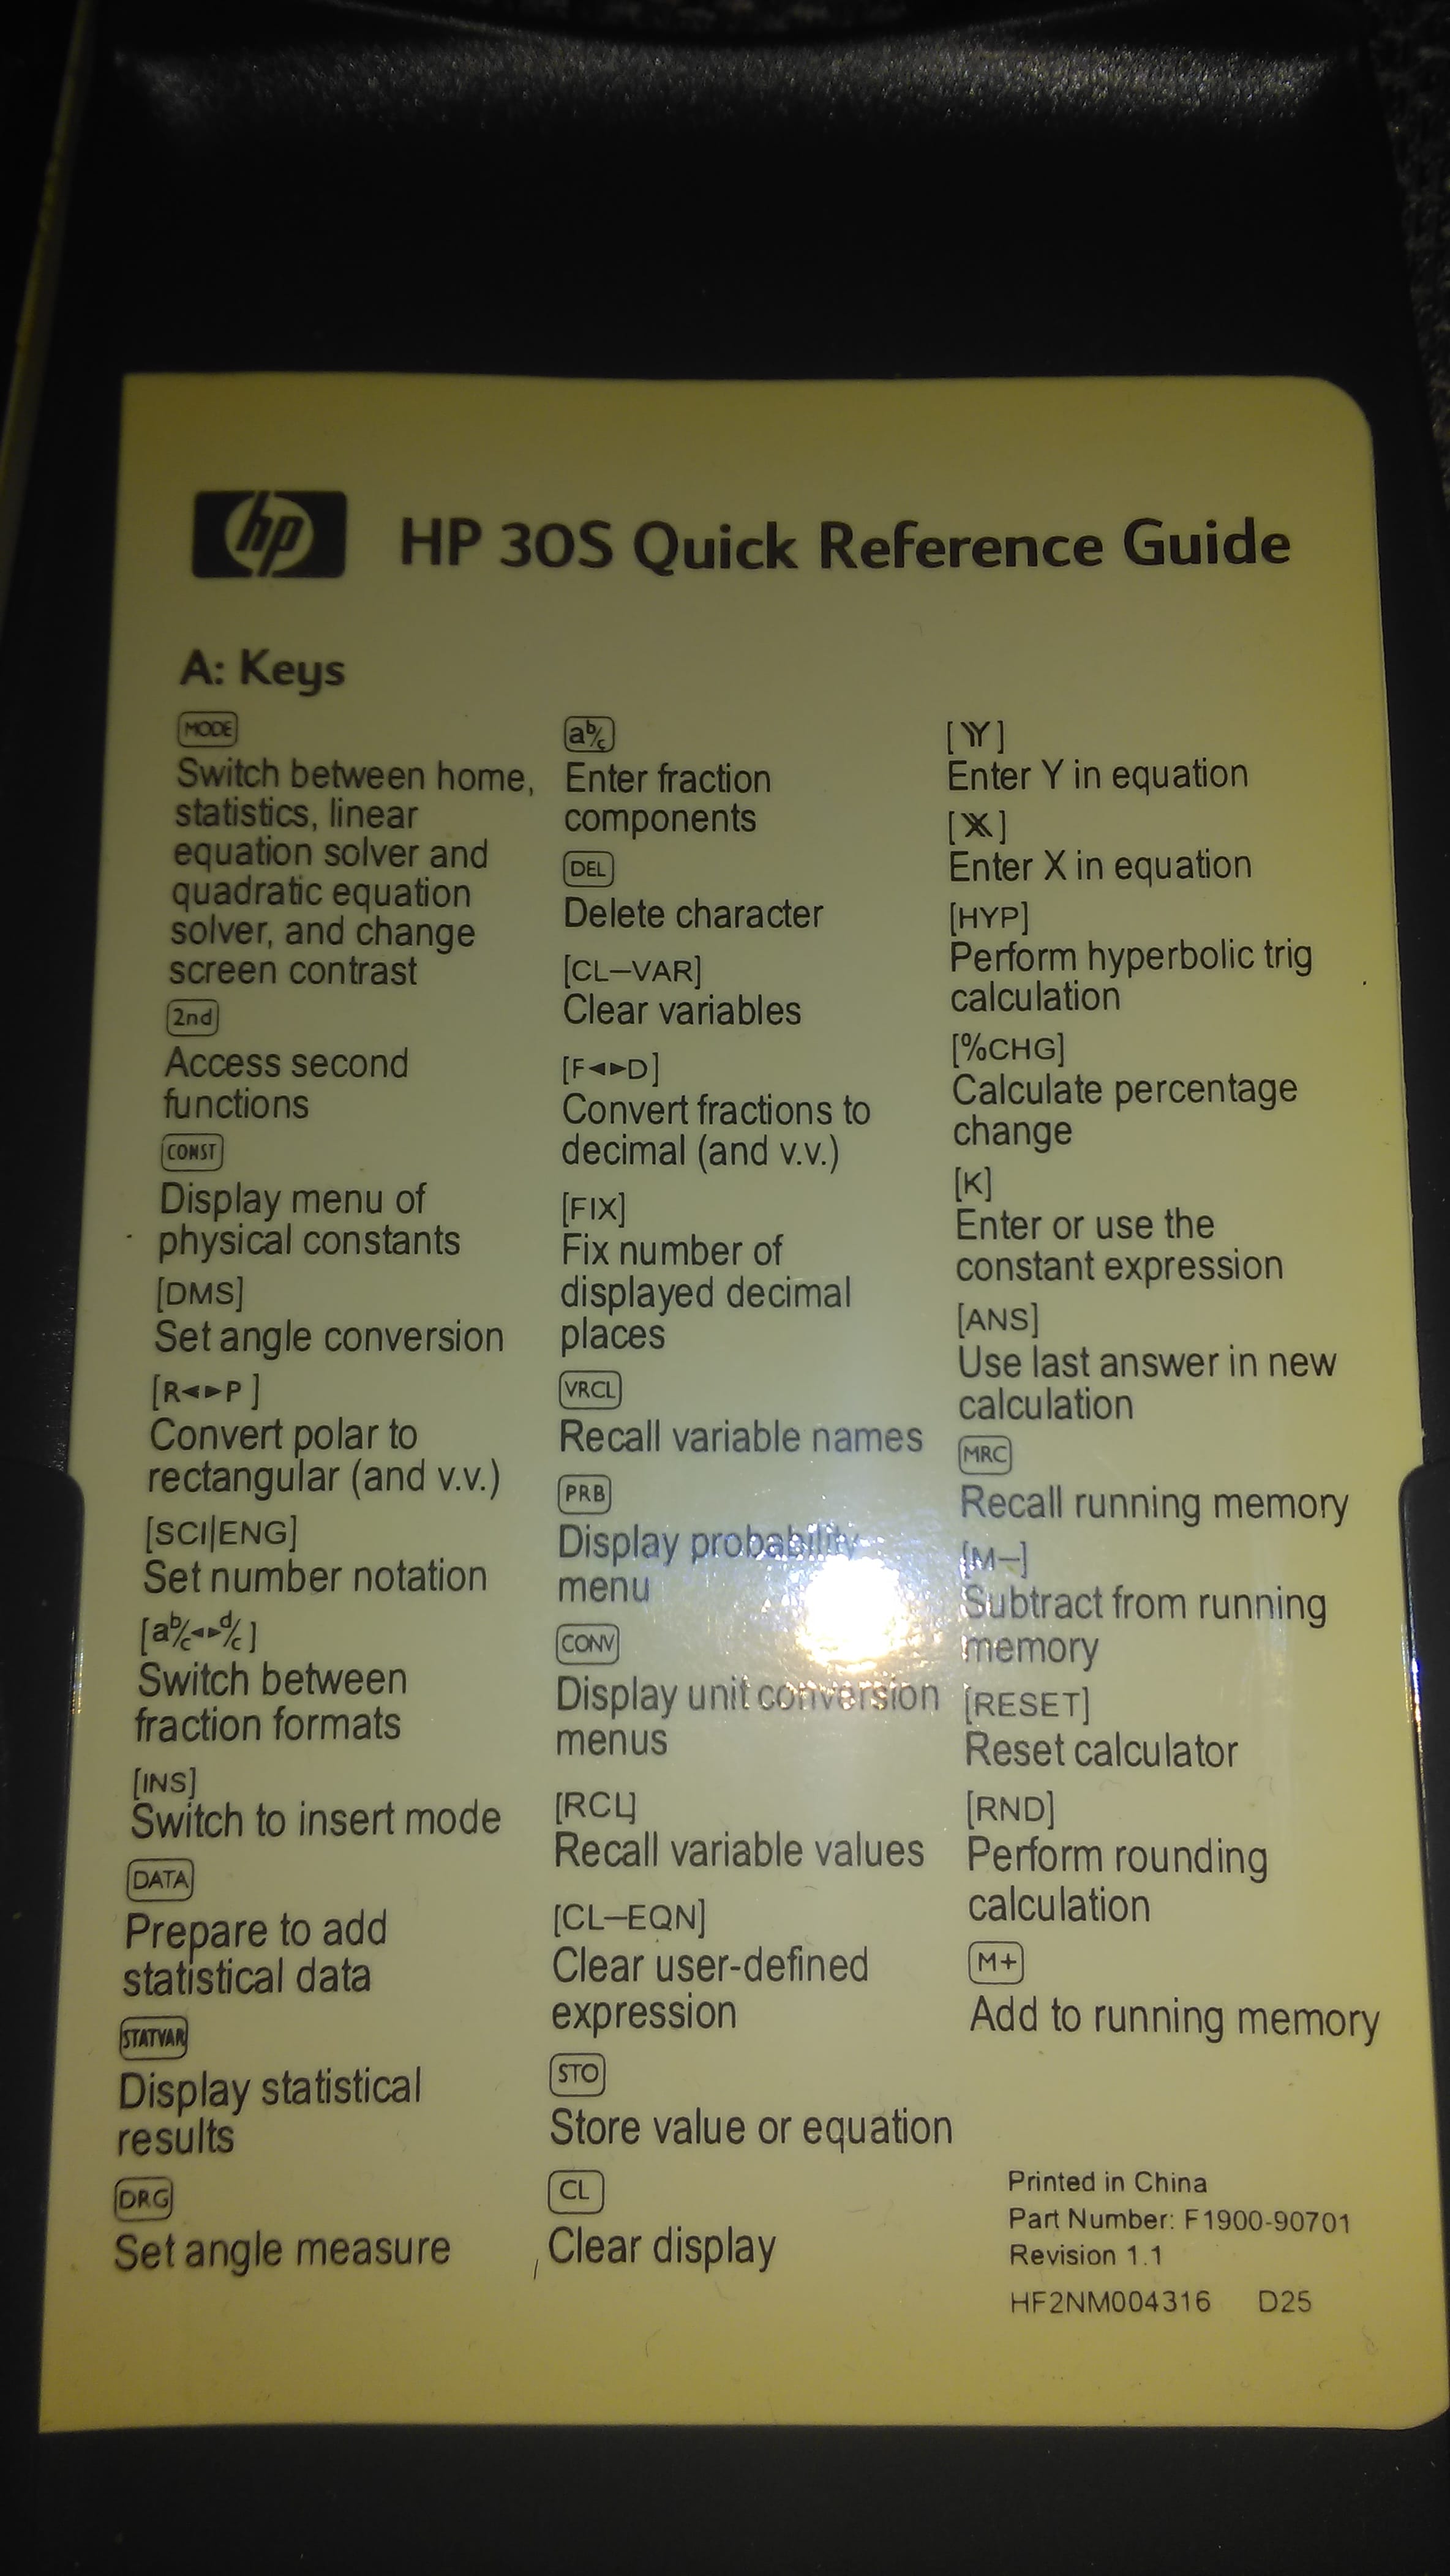 hp HP 30S Quick Reference Guide
A: Keys
MODE
Switch between home,
statistics, linear
equation solver and
quadratic equation
solver, and change
screen contrast
2nd
Access second
functions
CONST
Display menu of
physical constants
[DMS]
Set angle conversion
[R◄►P ]
Convert polar to
rectangular (and v.v.)
[SCI|ENG]
Set number notation
[ab/c◄►d/c]
Switch between
fraction formats
[INS]
Switch to insert mode
DATA
Prepare to add
statistical data
STATVAR
Display statistical
results
DRG
Set angle measure
ab/c
Enter fraction
components
DEL
Delete character
[CL–VAR]
Clear variables
[F◄►D]
Convert fractions to
decimal (and v.v.)
[FIX]
Fix number of
displayed decimal
places
VRCL
Recall variable names
PRB
Display probability
menu
CONV
Display unit conversion
menus
[RCL]
Recall variable values
[CL–EQN]
Clear user-defined
expression
STO
Store value or equation
CL
Clear display
[Y]
Enter Y in equation
[X]
Enter X in equation
[HYP]
Perform hyperbolic trig
calculation
[%CHG]
Calculate percentage
change
[K]
Enter or use the
constant expression
[ANS]
Use last answer in new
calculation
MRC
Recall running memory
[M–]
Subtract from running
memory
[RESET]
Reset calculator
[RND]
Perform rounding
calculation
M+
Add to running memory
Printed in China
Part Number: F1900-90701
Revision 1.1
HF2NM004316 D25